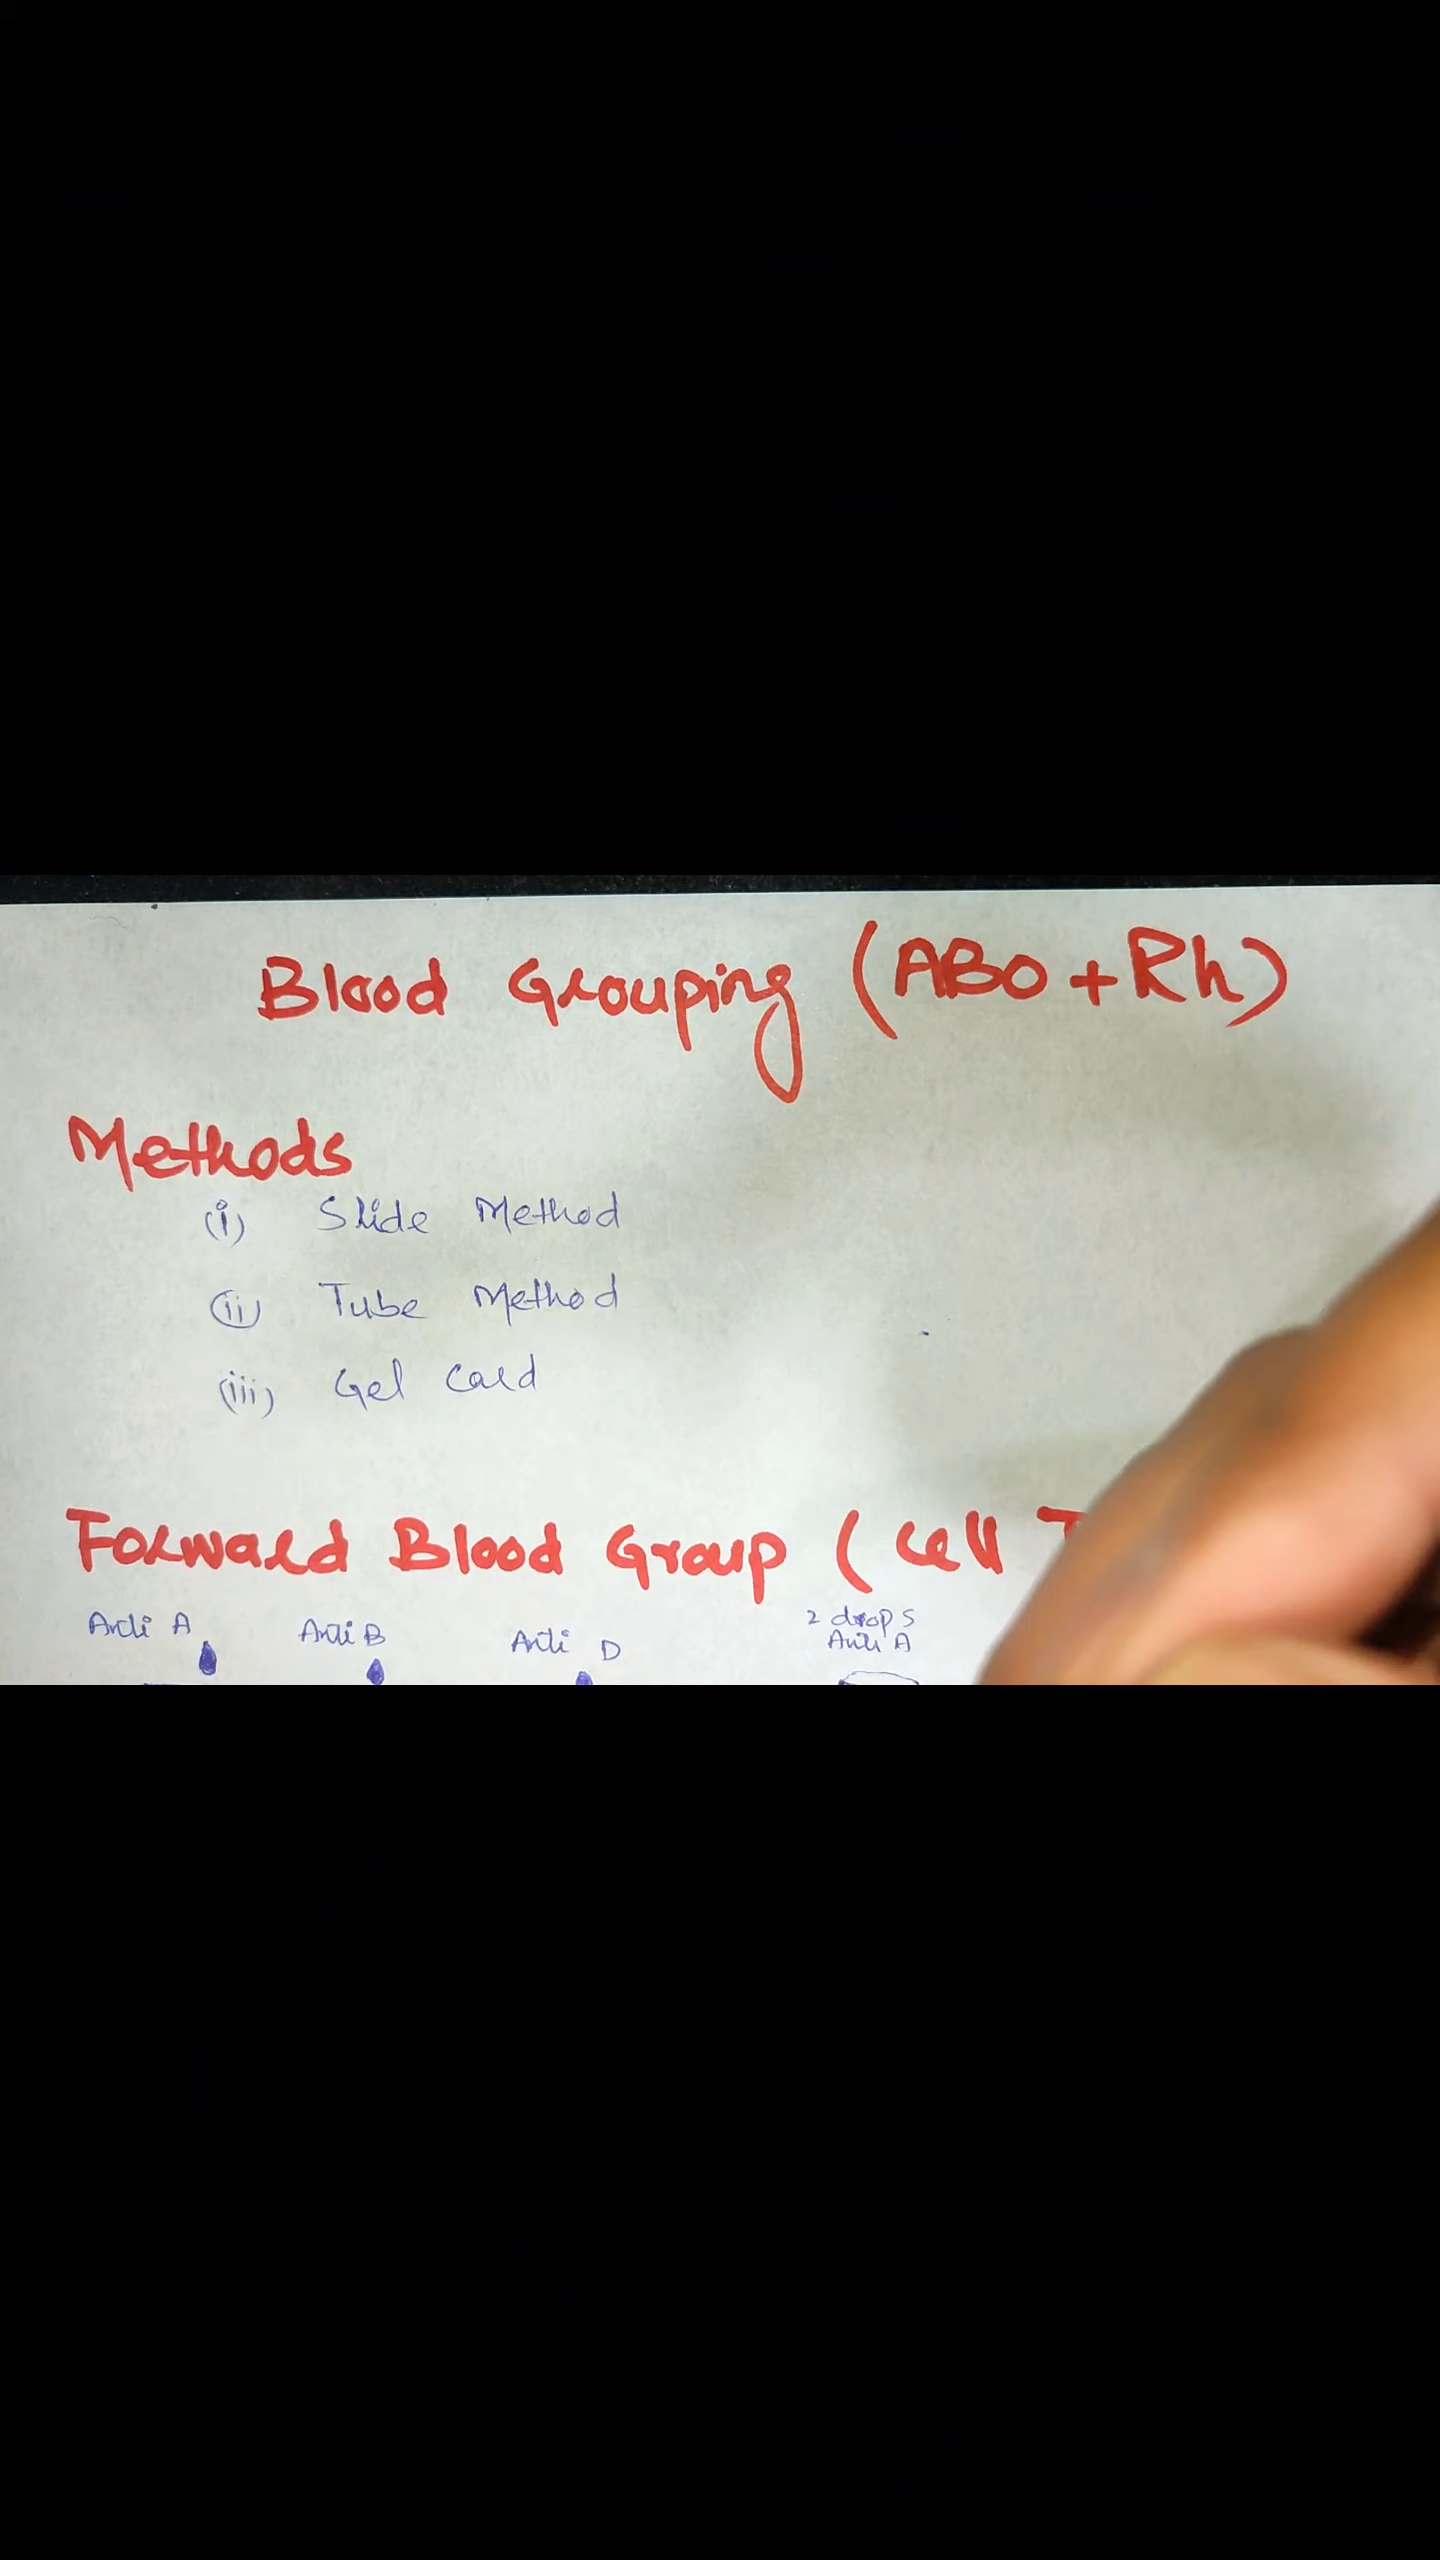 Blood Grouping (ABO + Rh)
Methods
(i) Slide Method
(ii) Tube Method
(iii) Gel Card
Forward Blood Group ( Cell
Anti A Anti B Anti D 2 drops
Anti A